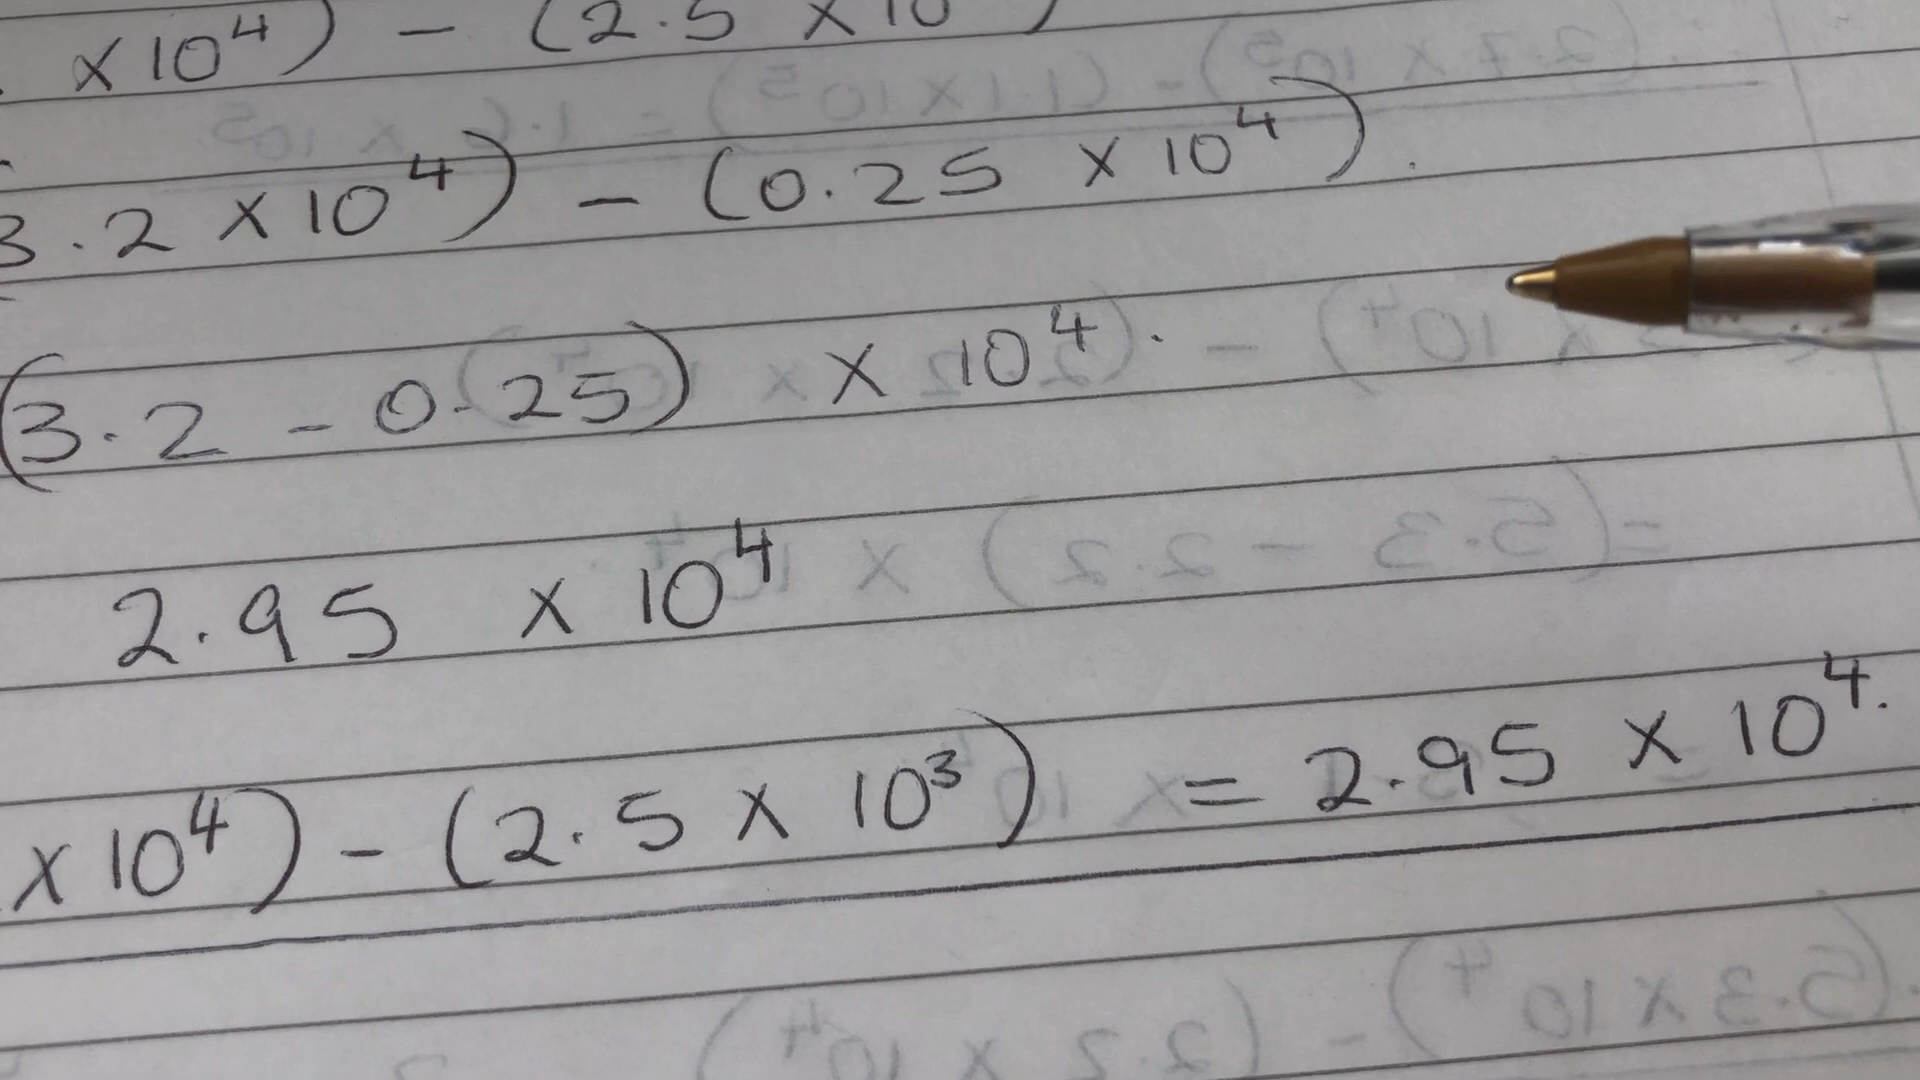 × 10⁴) - (2.5 × 10
3.2 × 10⁴) - (0.25 × 10⁴).
(3.2 - 0.25) × 10⁴.
2.95 × 10⁴
× 10⁴) - (2.5 × 10³) = 2.95 × 10⁴.